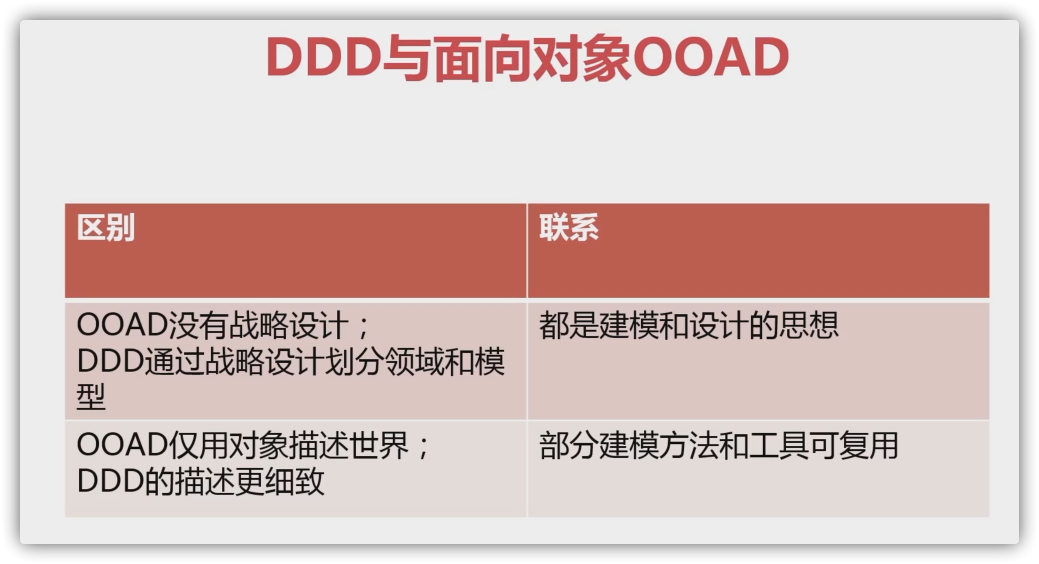 DDD与面向对象OOAD
区别
联系
OOAD没有战略设计；
DDD通过战略设计划分领域和模
型
都是建模和设计的思想
OOAD仅用对象描述世界；
DDD的描述更细致
部分建模方法和工具可复用